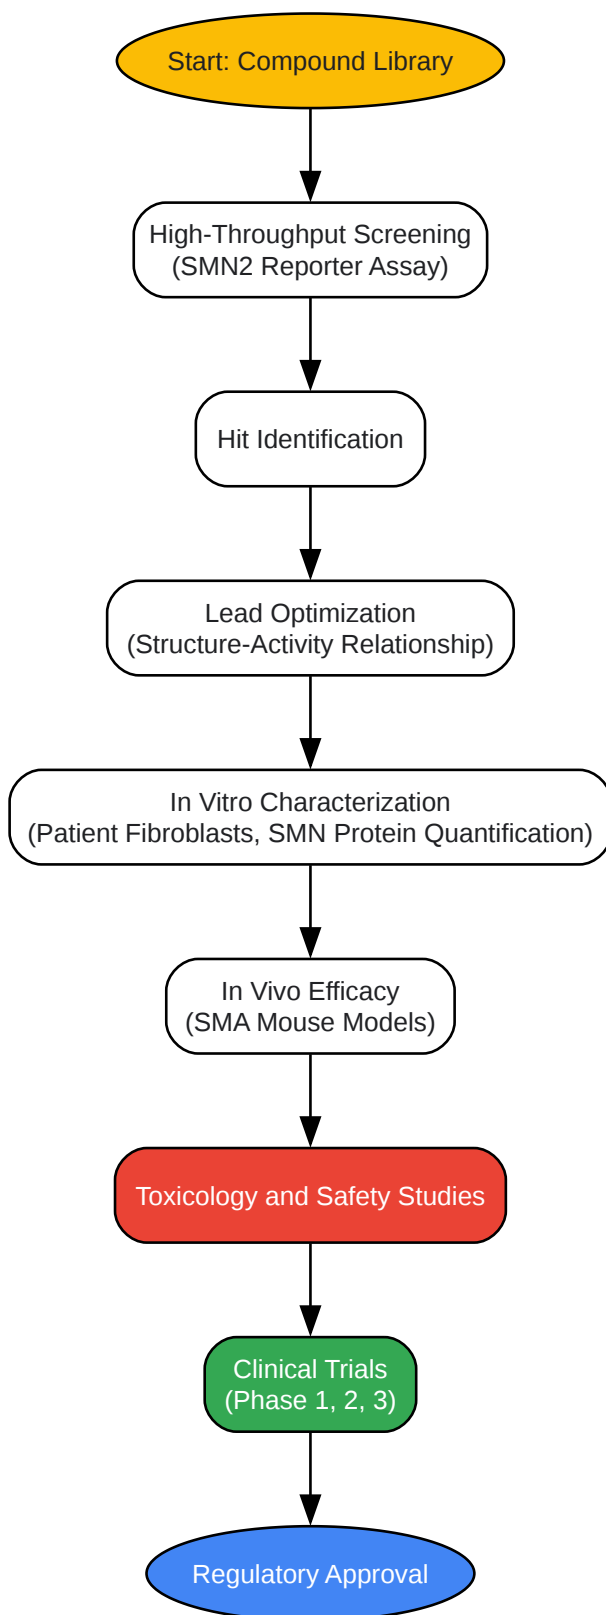 Start: Compound Library
High-Throughput Screening
(SMN2 Reporter Assay)
Hit Identification
Lead Optimization
(Structure-Activity Relationship)
In Vitro Characterization
(Patient Fibroblasts, SMN Protein Quantification)
In Vivo Efficacy
(SMA Mouse Models)
Toxicology and Safety Studies
Clinical Trials
(Phase 1, 2, 3)
Regulatory Approval